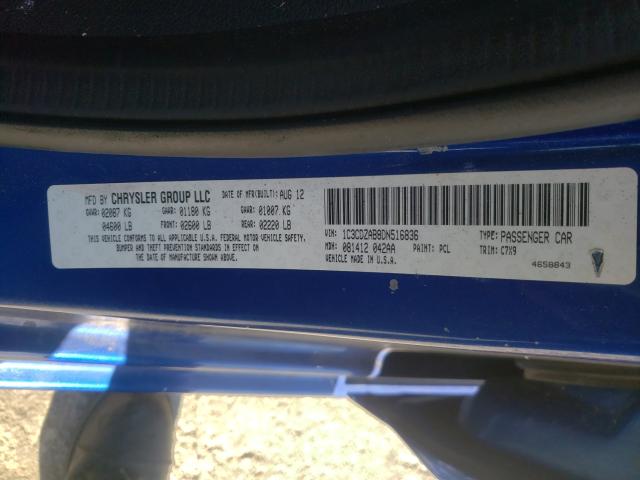 MFD BY CHRYSLER GROUP LLC DATE OF MFR(BUILT): AUG 12
GVWR: 02087 KG GAWR: 01180 KG GAWR: 01007 KG
04600 LB FRONT: 02600 LB REAR: 02220 LB
THIS VEHICLE CONFORMS TO ALL APPLICABLE U.S.A. FEDERAL MOTOR VEHICLE SAFETY,
BUMPER AND THEFT PREVENTION STANDARDS IN EFFECT ON THE
DATE OF MANUFACTURE SHOWN ABOVE.
VIN: 1C3CDZAB8DN516836 TYPE: PASSENGER CAR
MDH: 081412 042AA PAINT: PCL TRIM: C7X9
VEHICLE MADE IN U.S.A.
4658843